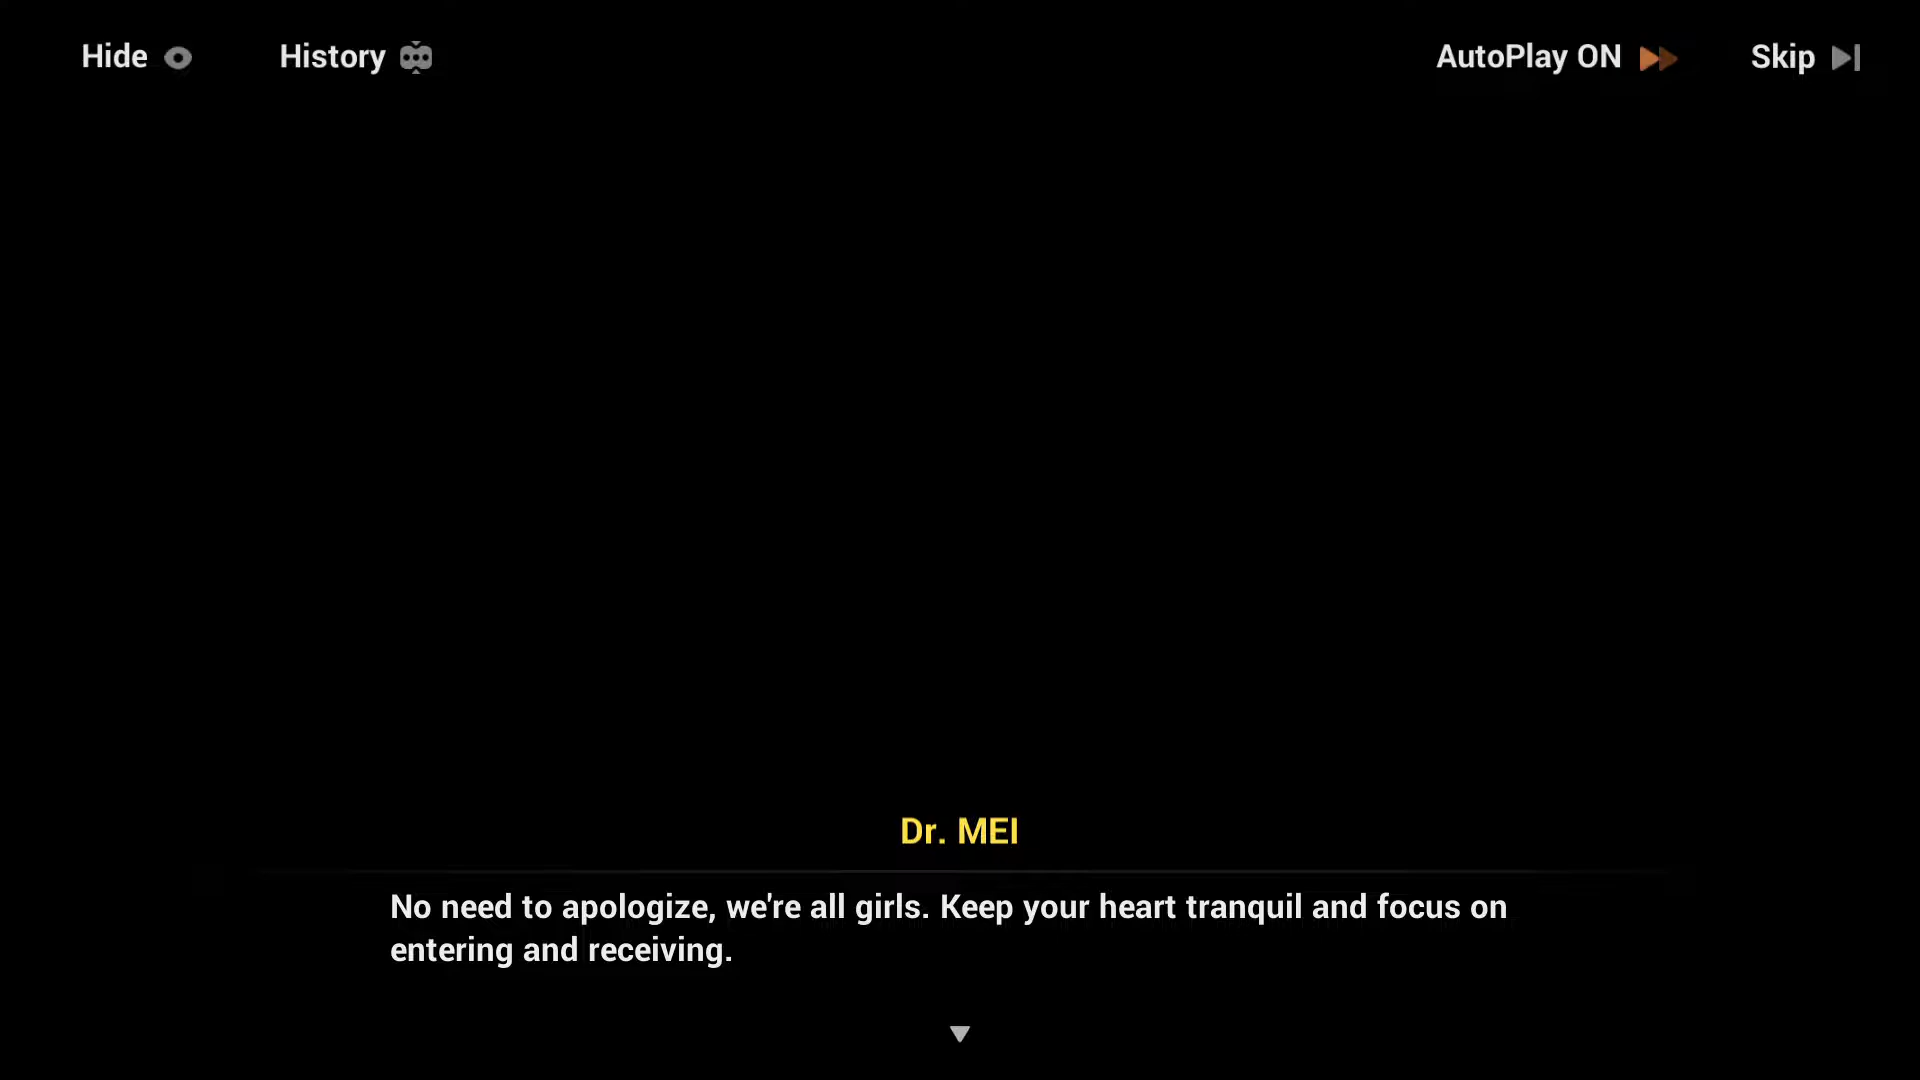 Hide
History
AutoPlay ON
Skip
Dr. MEI
No need to apologize, we're all girls. Keep your heart tranquil and focus on
entering and receiving.